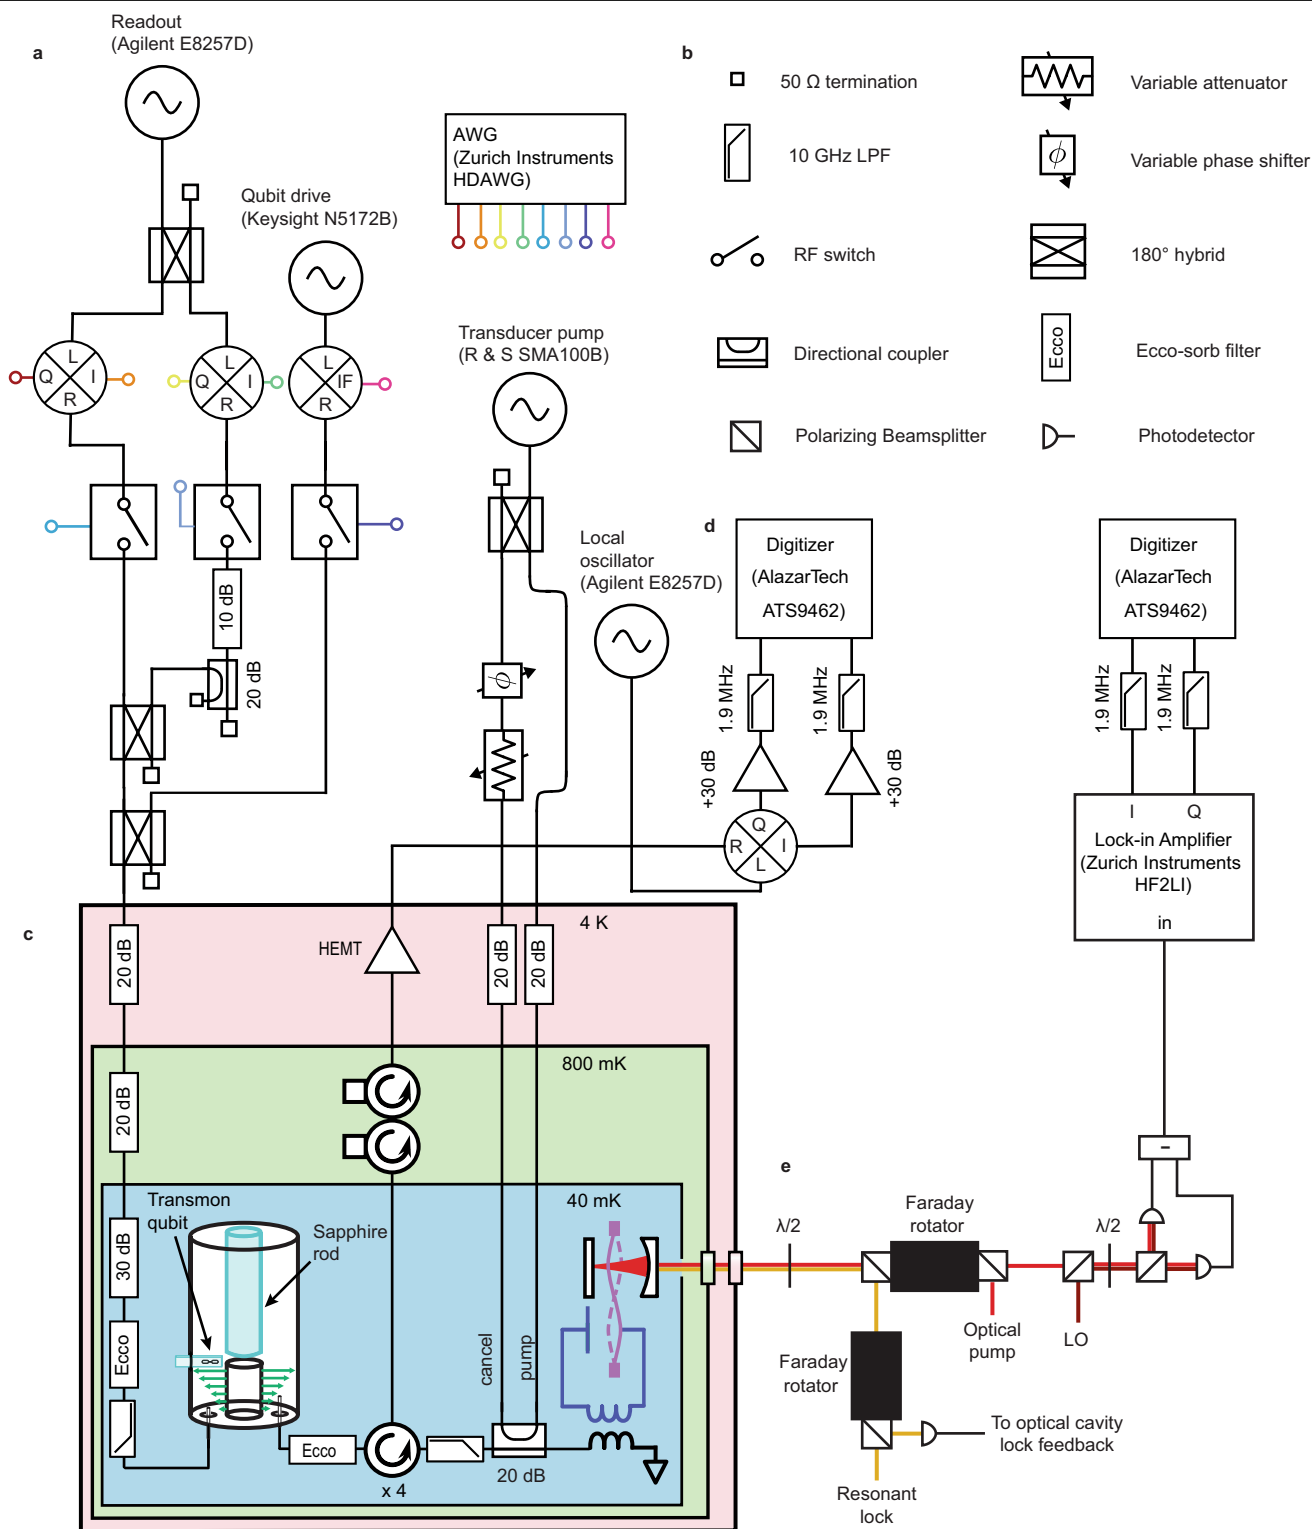 a
Readout
(Agilent E8257D)
Qubit drive
(Keysight N5172B)
AWG
(Zurich Instruments
HDAWG)
L
Q
I
R
L
Q
I
R
L
IF
R
10 dB
20 dB
Transducer pump
(R & S SMA100B)
ϕ
Local
oscillator
(Agilent E8257D)
b
50 Ω termination
10 GHz LPF
RF switch
Directional coupler
Polarizing Beamsplitter
Variable attenuator
ϕ
Variable phase shifter
180° hybrid
Ecco
Ecco-sorb filter
Photodetector
d
Digitizer
(AlazarTech
ATS9462)
1.9 MHz
1.9 MHz
+30 dB
+30 dB
Q
R
I
L
Digitizer
(AlazarTech
ATS9462)
1.9 MHz
1.9 MHz
I
Q
Lock-in Amplifier
(Zurich Instruments
HF2LI)
in
-
c
4 K
20 dB
HEMT
20 dB
20 dB
800 mK
20 dB
40 mK
30 dB
Ecco
Transmon
qubit
Sapphire
rod
Ecco
x 4
cancel
pump
20 dB
e
λ/2
Faraday
rotator
λ/2
Optical
pump
LO
Faraday
rotator
To optical cavity
lock feedback
Resonant
lock